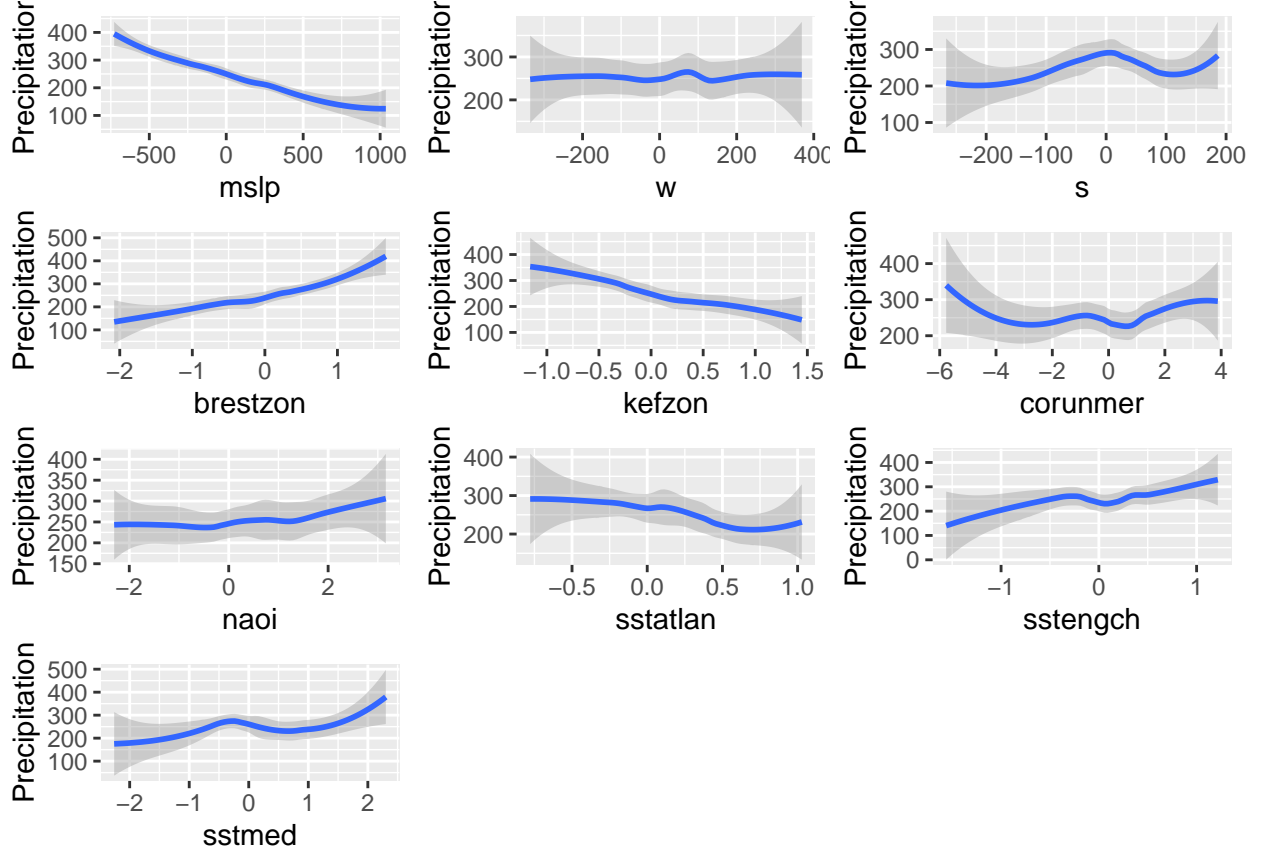 Precipitation
400
300
200
100
−500 0 500 1000
mslp
Precipitation
300
200
−200 0 200 400
w
Precipitation
300
200
100
−200 −100 0 100 200
s
Precipitation
500
400
300
200
100
−2 −1 0 1
brestzon
Precipitation
400
300
200
100
−1.0 −0.5 0.0 0.5 1.0 1.5
kefzon
Precipitation
400
300
200
−6 −4 −2 0 2 4
corunmer
Precipitation
400
350
300
250
200
150
−2 0 2
naoi
Precipitation
400
300
200
−0.5 0.0 0.5 1.0
sstatlan
Precipitation
400
300
200
100
0
−1 0 1
sstengch
Precipitation
500
400
300
200
100
−2 −1 0 1 2
sstmed